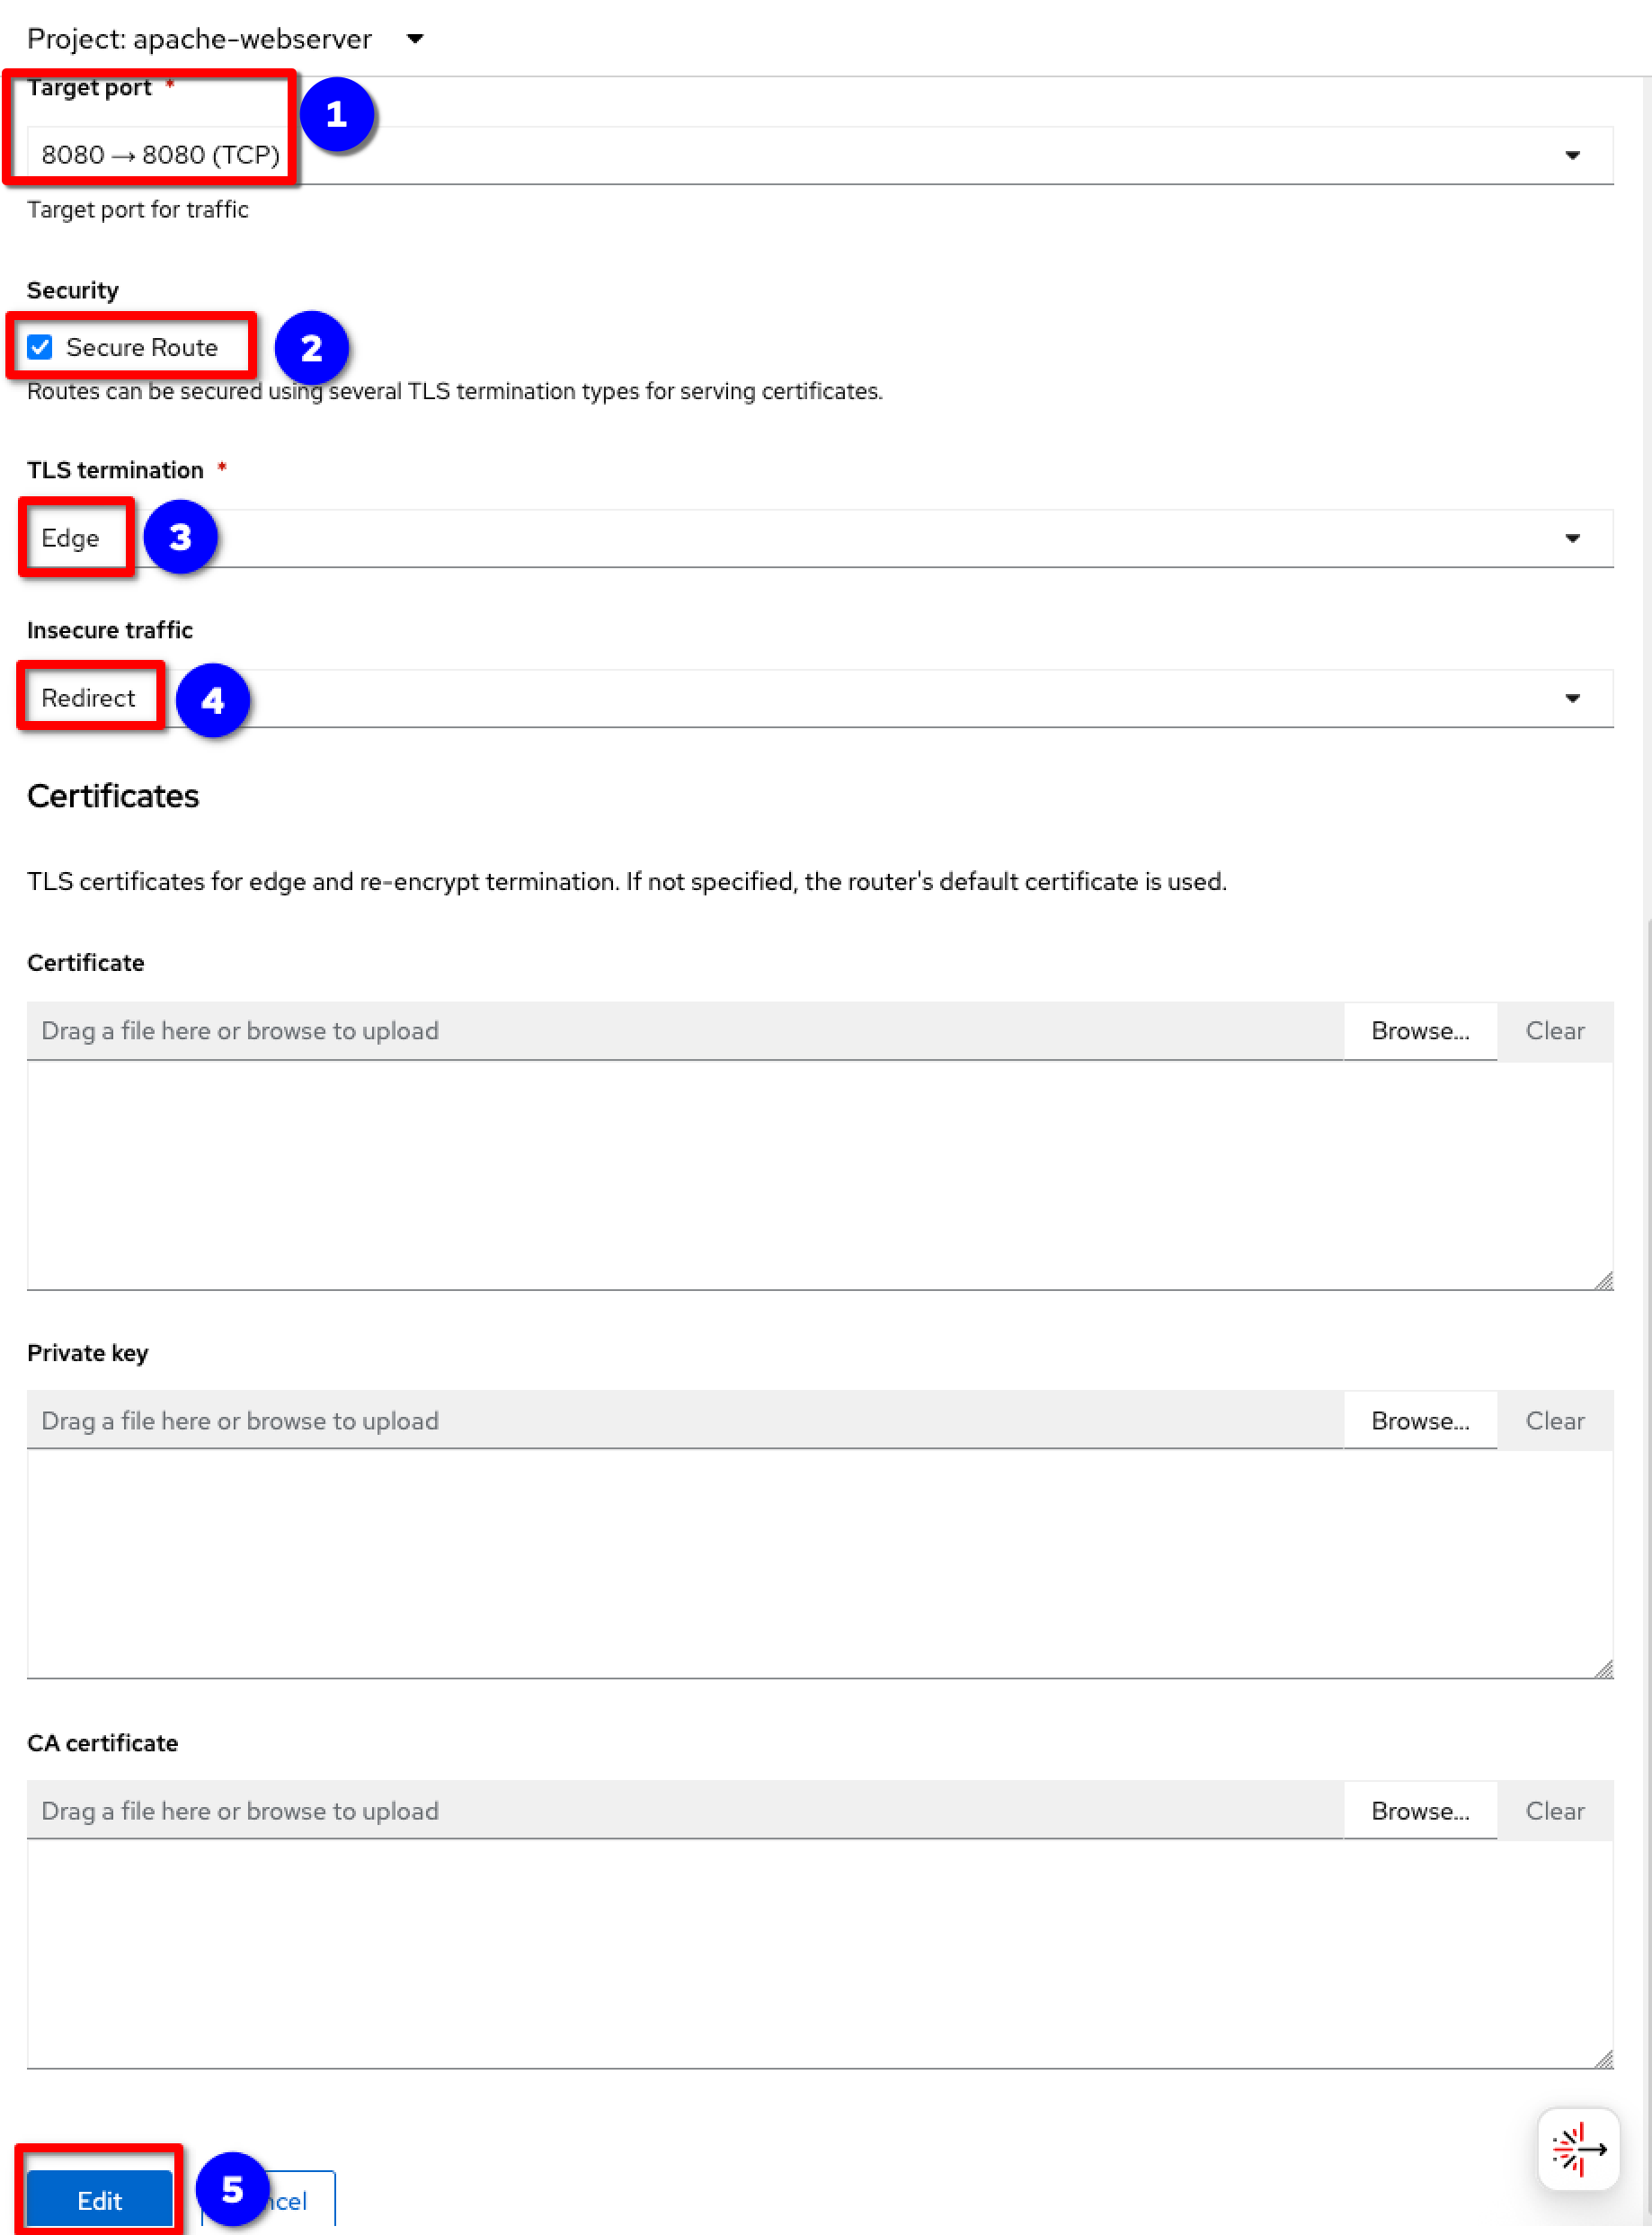 Project: apache-webserver
Target port *
1
8080 → 8080 (TCP)
Target port for traffic
Security
Secure Route
2
Routes can be secured using several TLS termination types for serving certificates.
TLS termination *
Edge
3
Insecure traffic
Redirect
4
Certificates
TLS certificates for edge and re-encrypt termination. If not specified, the router's default certificate is used.
Certificate
Drag a file here or browse to upload Browse... Clear
Private key
Drag a file here or browse to upload Browse... Clear
CA certificate
Drag a file here or browse to upload Browse... Clear
Edit
5